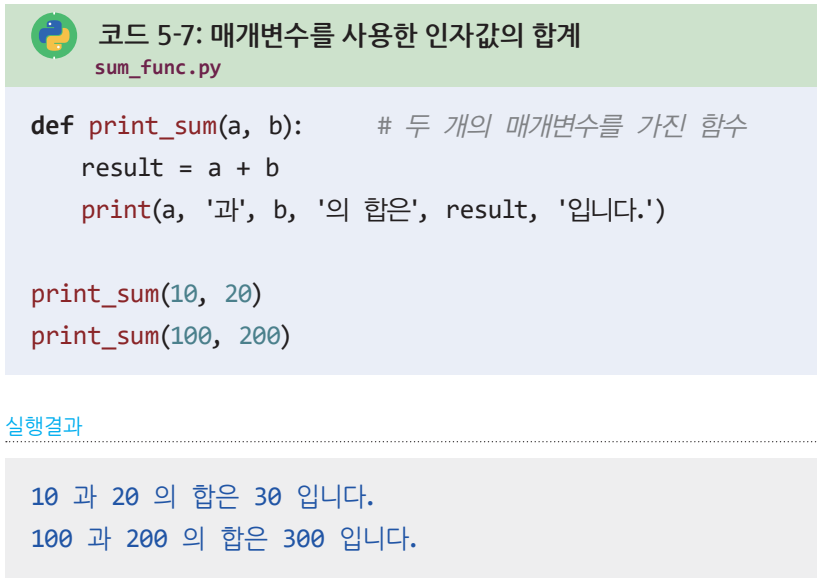 코드 5-7: 매개변수를 사용한 인자값의 합계
sum_func.py
def print_sum(a, b):     # 두 개의 매개변수를 가진 함수
    result = a + b
    print(a, '과', b, '의 합은', result, '입니다.')
print_sum(10, 20)
print_sum(100, 200)
실행결과
10 과 20 의 합은 30 입니다.
100 과 200 의 합은 300 입니다.